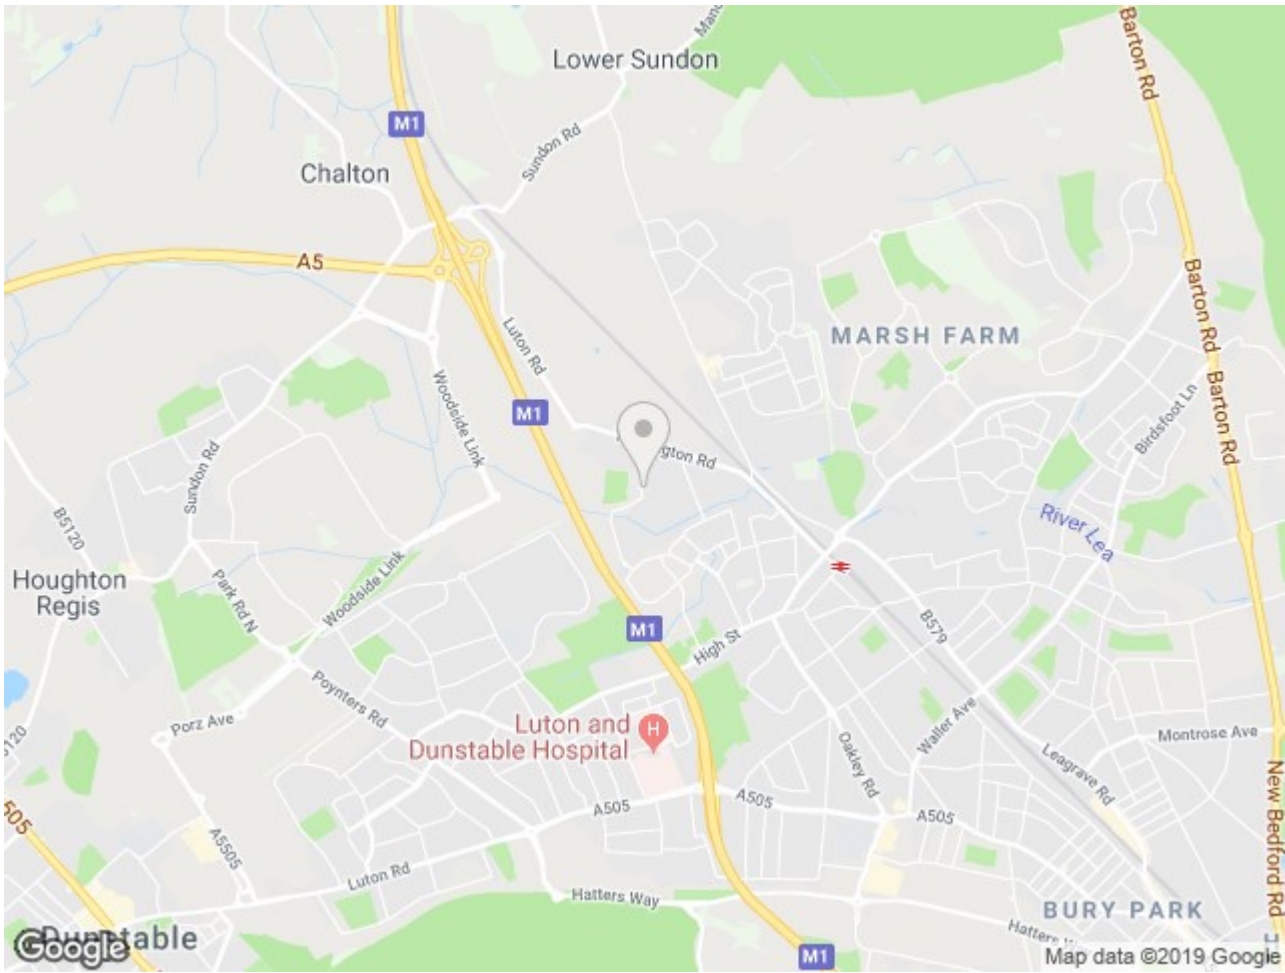 Barton Rd
Lower Sundon
M1
Sundon Rd
Chalton
A5
Barton Rd
MARSH FARM
Luton Rd
Barton Rd
Woodside Link
Birdsfoot Ln
M1
gton Rd
Sundon Rd
B5120
River Lea
Houghton
Regis
Woodside Link
Park Rd N
B579
M1
High St
Poynters Rd
Porz Ave
Luton and
Dunstable Hospital
H
Waller Ave
Montrose Ave
Oakley Rd
Leagrave Rd
5120
A505
A505
A505
505
New Bedford Rd
A5505
Luton Rd
Hatters Way
BURY PARK
Hatters
Dunstable
Google
M1
Map data ©2019 Google